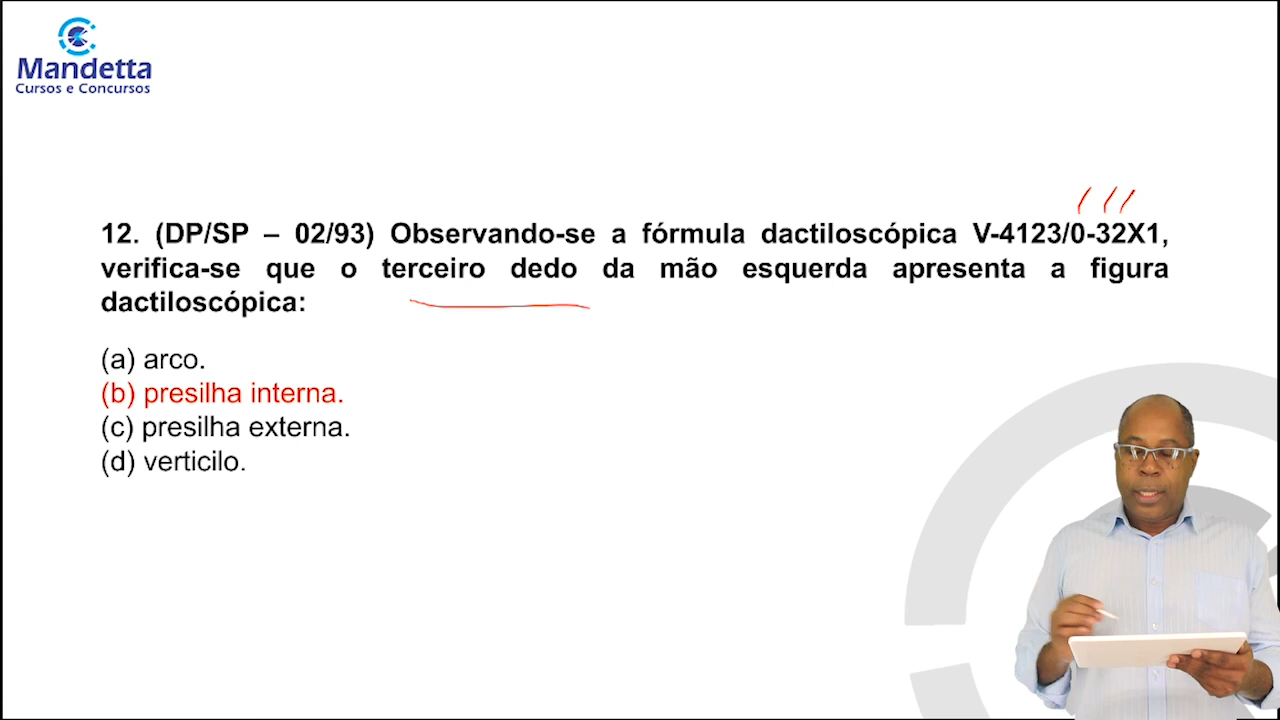 Mandetta
Cursos e Concursos
12. (DP/SP – 02/93) Observando-se a fórmula dactiloscópica V-4123/0-32X1,
verifica-se que o terceiro dedo da mão esquerda apresenta a figura
dactiloscópica:
(a) arco.
(b) presilha interna.
(c) presilha externa.
(d) verticilo.